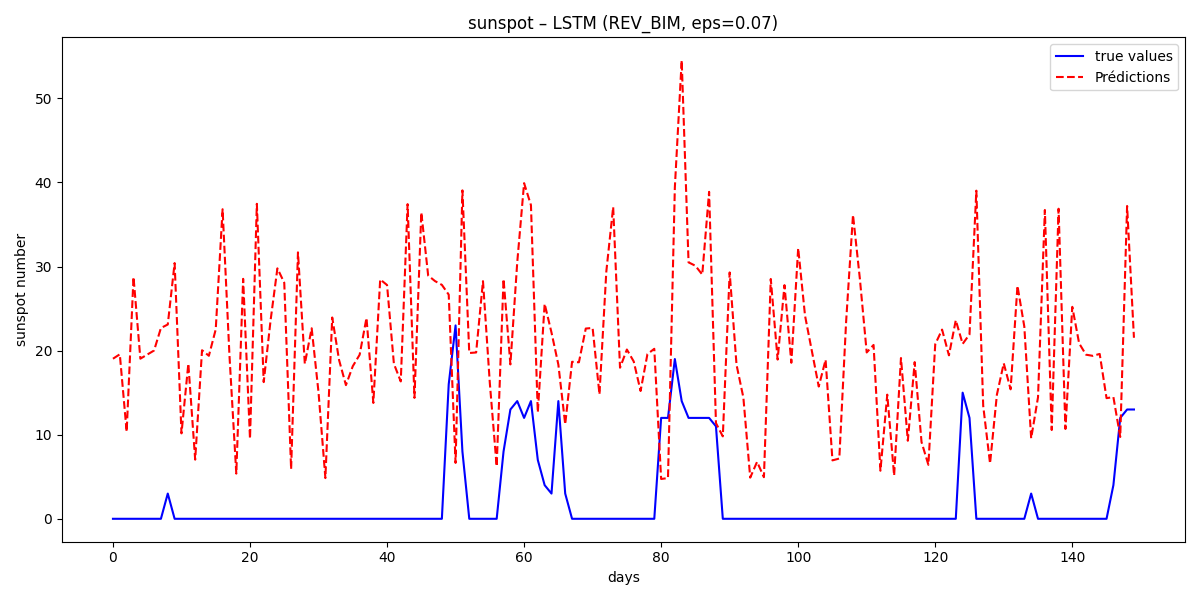 sunspot – LSTM (REV_BIM, eps=0.07)
true values
Prédictions
sunspot number
50
40
30
20
10
0
0 20 40 60 80 100 120 140
days